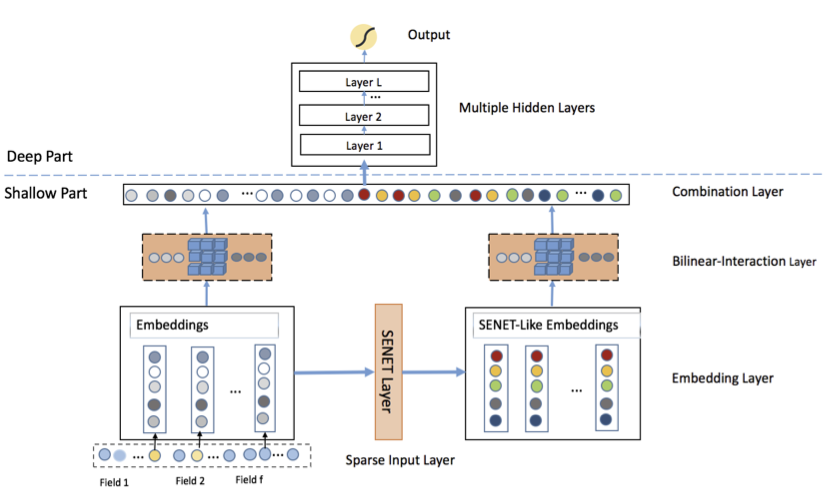 Output
Layer L
...
Layer 2
Layer 1
Multiple Hidden Layers
Deep Part
Shallow Part
...
...
Combination Layer
Bilinear-Interaction Layer
Embeddings
...
SENET Layer
SENET-Like Embeddings
...
Embedding Layer
... ... ...
Sparse Input Layer
Field 1
Field 2
Field f